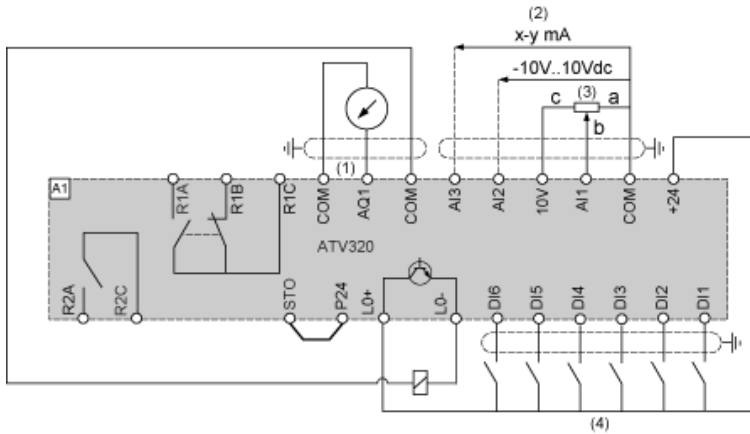 (2)
x-y mA
-10V..10Vdc
c (3) a
b
(1)
A1
R1A R1B R1C COM AQ1 COM AI3 AI2 10V AI1 COM +24
ATV320
R2A R2C STO P24 L0+ L0- DI6 DI5 DI4 DI3 DI2 DI1
(4)